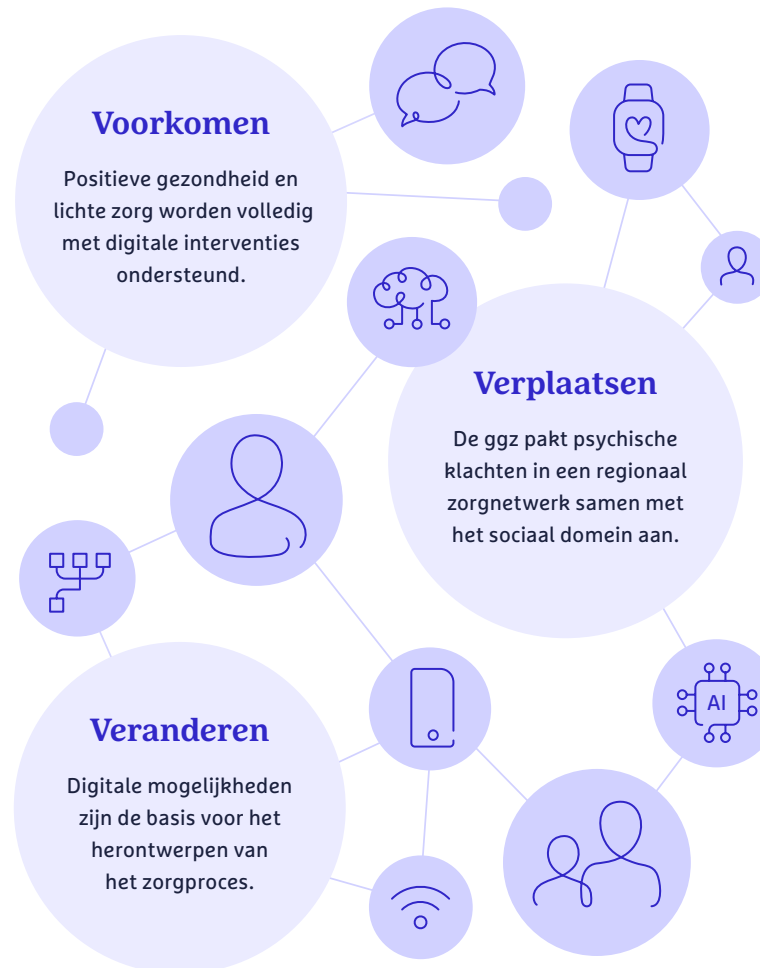 Voorkomen
Positieve gezondheid en
lichte zorg worden volledig
met digitale interventies
ondersteund.
Verplaatsen
De ggz pakt psychische
klachten in een regionaal
zorgnetwerk samen met
het sociaal domein aan.
AI
Veranderen
Digitale mogelijkheden
zijn de basis voor het
herontwerpen van
het zorgproces.